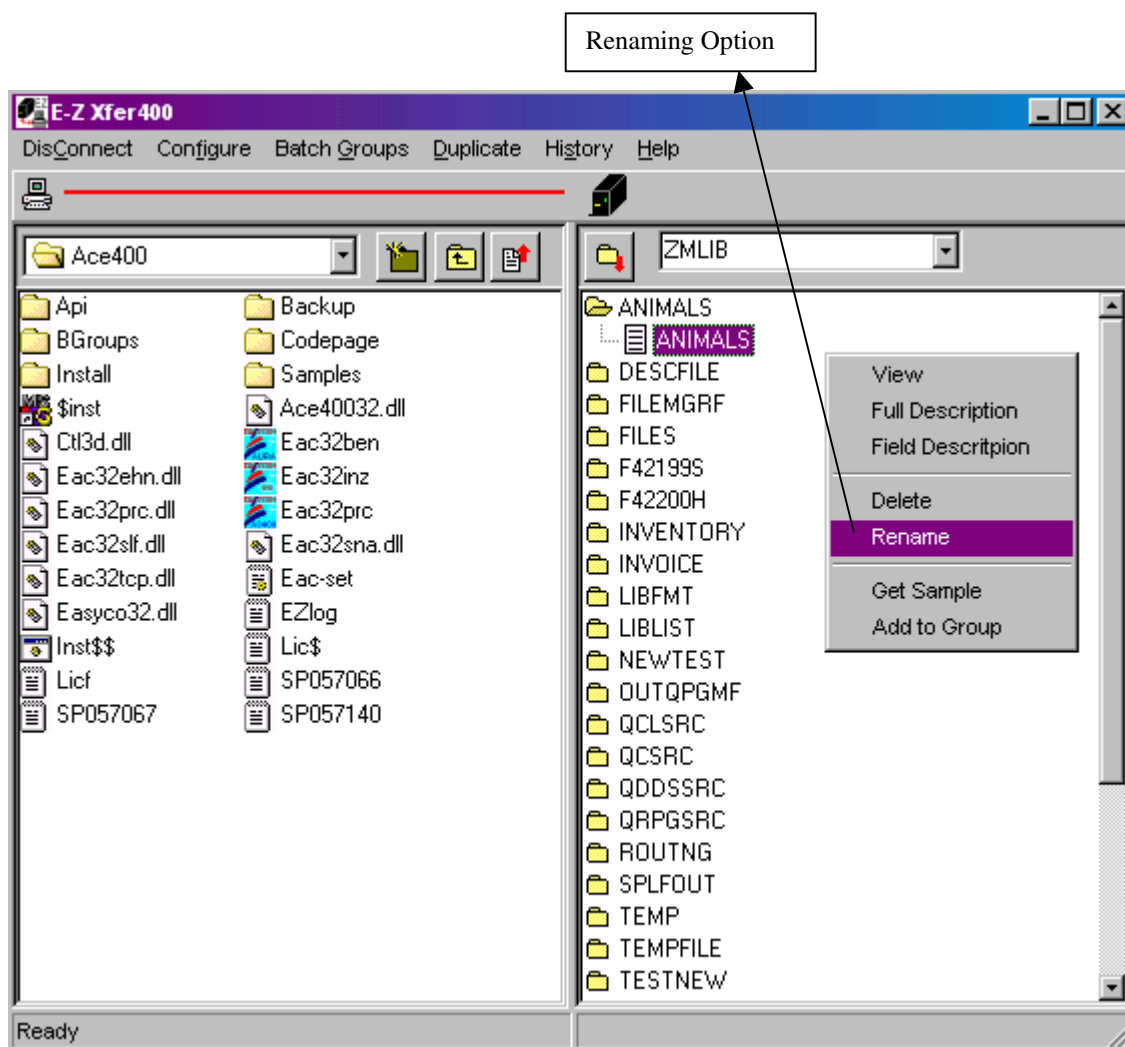 Renaming Option
E-Z Xfer400
DisConnect Configure Batch Groups Duplicate History Help
Ace400
ZMLIB
Api Backup
BGroups Codepage
Install Samples
$inst Ace40032.dll
Ctl3d.dll Eac32ben
Eac32ehn.dll Eac32inz
Eac32prc.dll Eac32prc
Eac32slf.dll Eac32sna.dll
Eac32tcp.dll Eac-set
Easyco32.dll EZlog
Inst$$ Lic$
Licf SP057066
SP057067 SP057140
ANIMALS
ANIMALS
DESCFILE
FILEMGRF
FILES
F42199S
F42200H
INVENTORY
INVOICE
LIBFMT
LIBLIST
NEWTEST
OUTQPGMF
QCLSRC
QCSRC
QDDSSRC
QRPGSRC
ROUTNG
SPLFOUT
TEMP
TEMPFILE
TESTNEW
View
Full Description
Field Descritpion
Delete
Rename
Get Sample
Add to Group
Ready